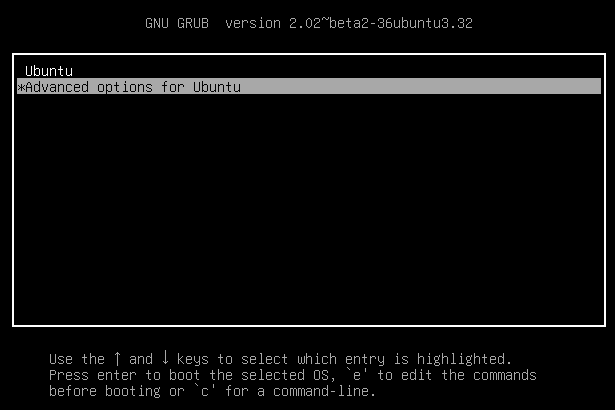 GNU GRUB  version 2.02~beta2-36ubuntu3.32
Ubuntu
*Advanced options for Ubuntu
Use the ↑ and ↓ keys to select which entry is highlighted.
Press enter to boot the selected OS, `e' to edit the commands
before booting or `c' for a command-line.